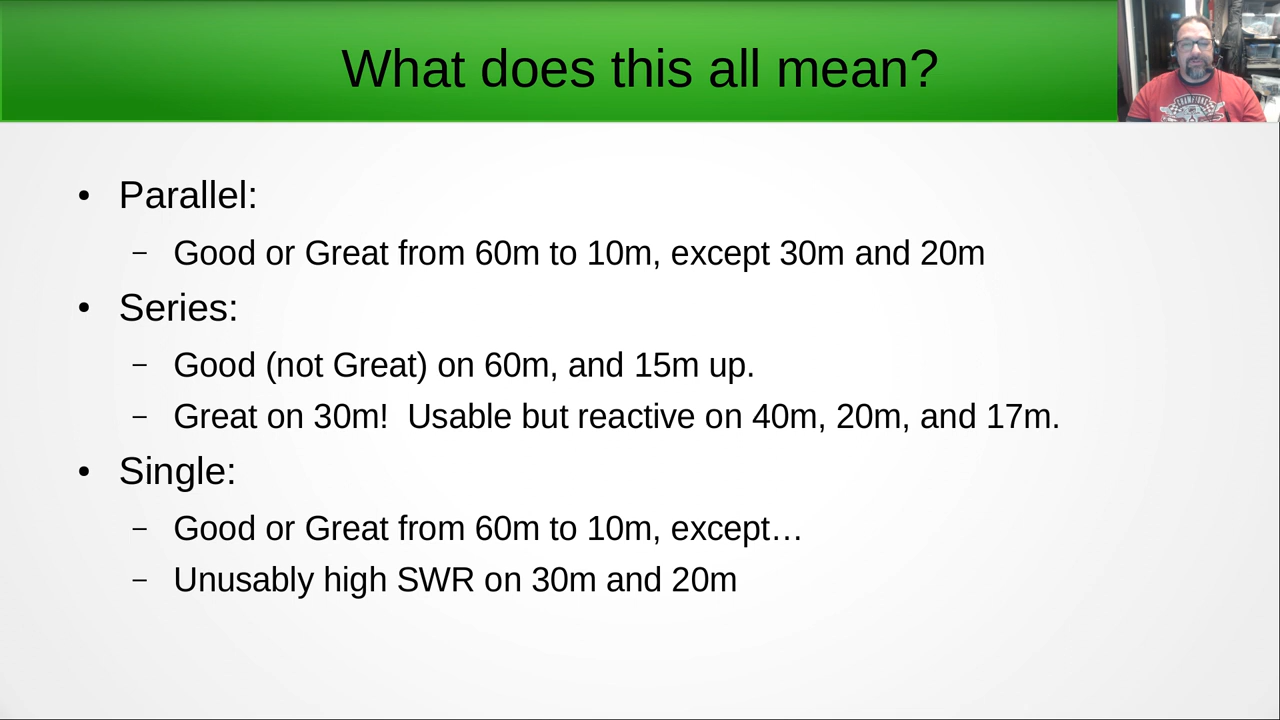 What does this all mean?
• Parallel:
– Good or Great from 60m to 10m, except 30m and 20m
• Series:
– Good (not Great) on 60m, and 15m up.
– Great on 30m!  Usable but reactive on 40m, 20m, and 17m.
• Single:
– Good or Great from 60m to 10m, except…
– Unusably high SWR on 30m and 20m